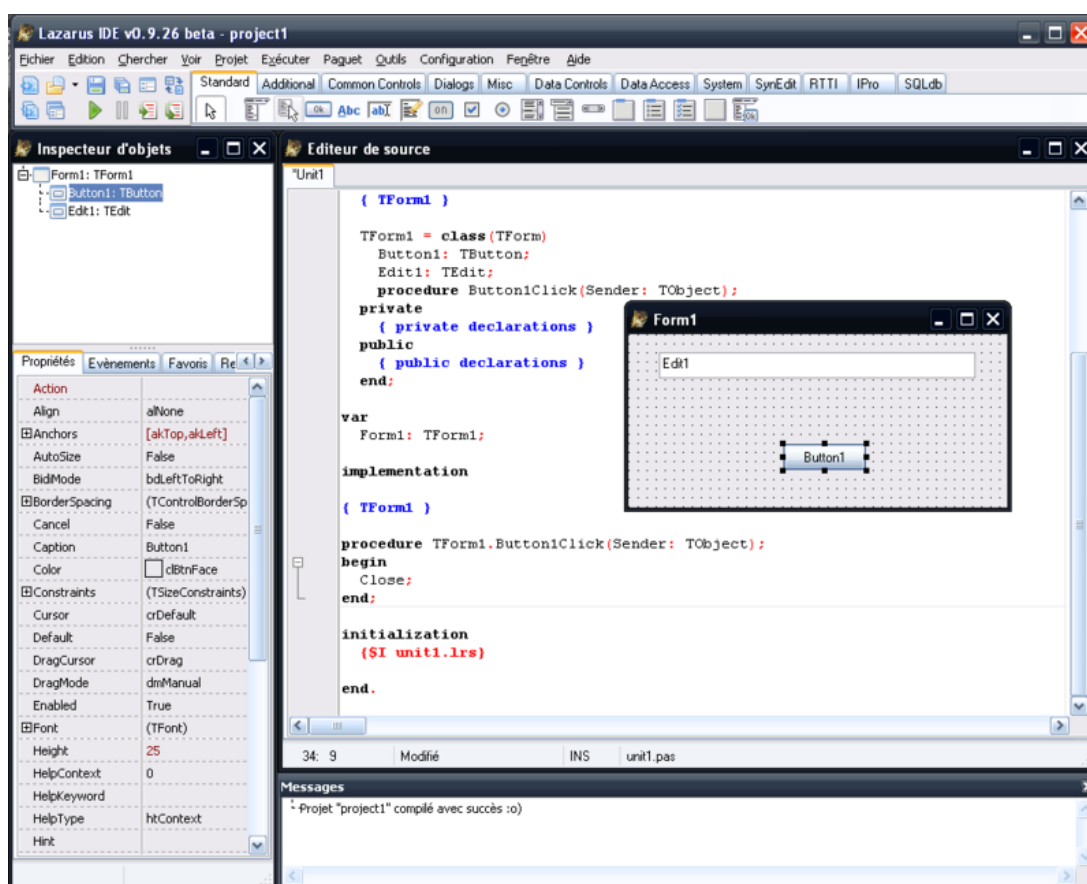 Lazarus IDE v0.9.26 beta - project1
Fichier Edition Chercher Voir Projet Exécuter Paquet Outils Configuration Fenêtre Aide
Standard Additional Common Controls Dialogs Misc Data Controls Data Access System SynEdit RTTI IPro SQLdb
Ok Abc abI on
Inspecteur d'objets
Form1: TForm1
Button1: TButton
Edit1: TEdit
Propriétés Evènements Favoris Re
Action
Align alNone
Anchors [akTop,akLeft]
AutoSize False
BidiMode bdLeftToRight
BorderSpacing (TControlBorderSp
Cancel False
Caption Button1
Color clBtnFace
Constraints (TSizeConstraints)
Cursor crDefault
Default False
DragCursor crDrag
DragMode dmManual
Enabled True
Font (TFont)
Height 25
HelpContext 0
HelpKeyword
HelpType htContext
Hint
Editeur de source
*Unit1
{ TForm1 }
TForm1 = class(TForm)
Button1: TButton;
Edit1: TEdit;
procedure Button1Click(Sender: TObject);
private
{ private declarations }
public
{ public declarations }
end;
var
Form1: TForm1;
implementation
{ TForm1 }
procedure TForm1.Button1Click(Sender: TObject);
begin
Close;
end;
initialization
{$I unit1.lrs}
end.
34: 9 Modifié INS unit1.pas
Form1
Edit1
Button1
Messages
Projet "project1" compilé avec succès :o)